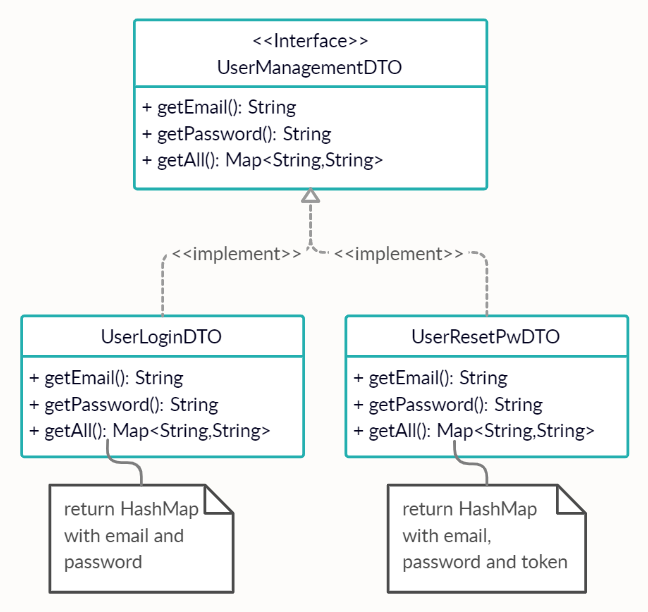 <<Interface>>
UserManagementDTO
+ getEmail(): String
+ getPassword(): String
+ getAll(): Map<String,String>
<<implement>>
<<implement>>
UserLoginDTO
+ getEmail(): String
+ getPassword(): String
+ getAll(): Map<String,String>
UserResetPwDTO
+ getEmail(): String
+ getPassword(): String
+ getAll(): Map<String,String>
return HashMap
with email and
password
return HashMap
with email,
password and token